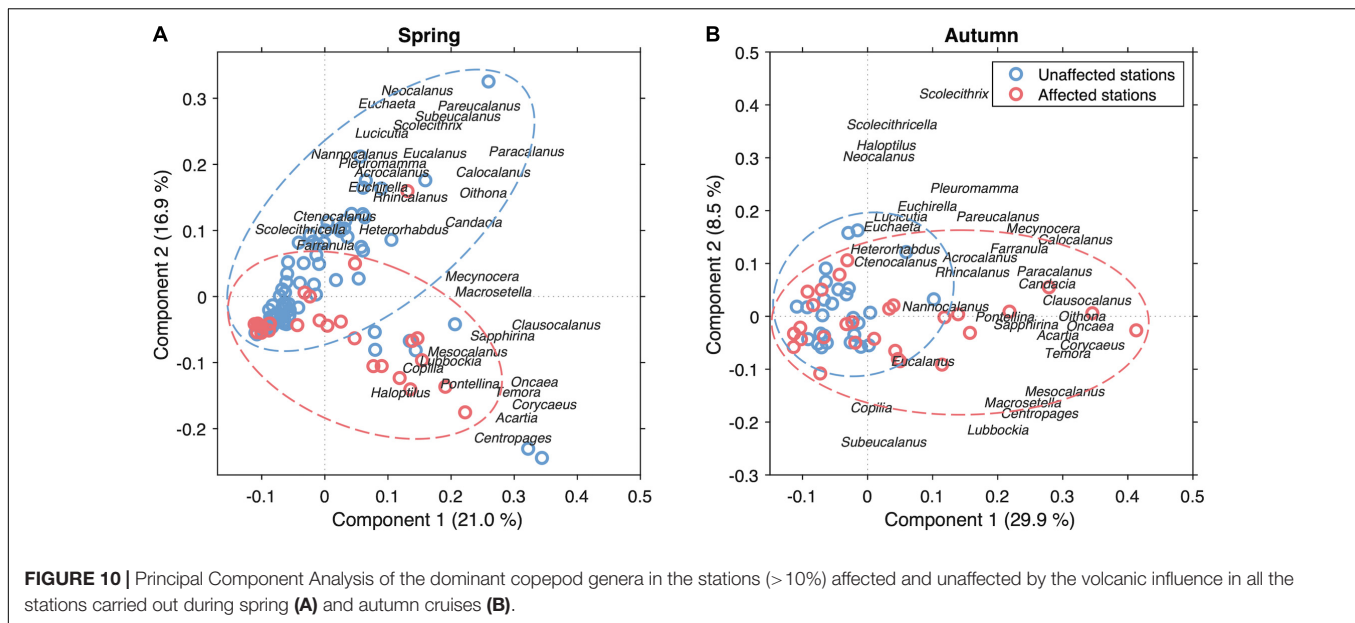 A
Spring
Neocalanus
Euchaeta
Pareucalanus
Subeucalanus
Scolecithrix
Lucicutia
Nannocalanus
Eucalanus
Paracalanus
Pleuromamma
Acrocalanus
Calocalanus
Euchirella
Rhincalanus
Oithona
Ctenocalanus
Candacia
Scolecithricella
Heterorhabdus
Farranula
Mecynocera
Macrosetella
Clausocalanus
Sapphirina
Mesocalanus
Lubbockia
Copilia
Haloptilus
Pontellina
Oncaea
Temora
Corycaeus
Acartia
Centropages
0.3
0.2
0.1
0
-0.1
-0.2
Component 2 (16.9 %)
-0.1 0 0.1 0.2 0.3 0.4 0.5
Component 1 (21.0 %)
B
Autumn
Unaffected stations
Affected stations
Scolecithrix
Scolecithricella
Haloptilus
Neocalanus
Pleuromamma
Euchirella
Lucicutia
Pareucalanus
Euchaeta
Mecynocera
Calocalanus
Heterorhabdus
Farranula
Ctenocalanus
Acrocalanus
Rhincalanus
Paracalanus
Candacia
Nannocalanus
Clausocalanus
Pontellina
Oithona
Sapphirina
Oncaea
Acartia
Corycaeus
Temora
Eucalanus
Mesocalanus
Macrosetella
Copilia
Centropages
Lubbockia
Subeucalanus
0.5
0.4
0.3
0.2
0.1
0
-0.1
-0.2
-0.3
Component 2 (8.5 %)
-0.1 0 0.1 0.2 0.3 0.4 0.5
Component 1 (29.9 %)
FIGURE 10 | Principal Component Analysis of the dominant copepod genera in the stations (>10%) affected and unaffected by the volcanic influence in all the
stations carried out during spring (A) and autumn cruises (B).